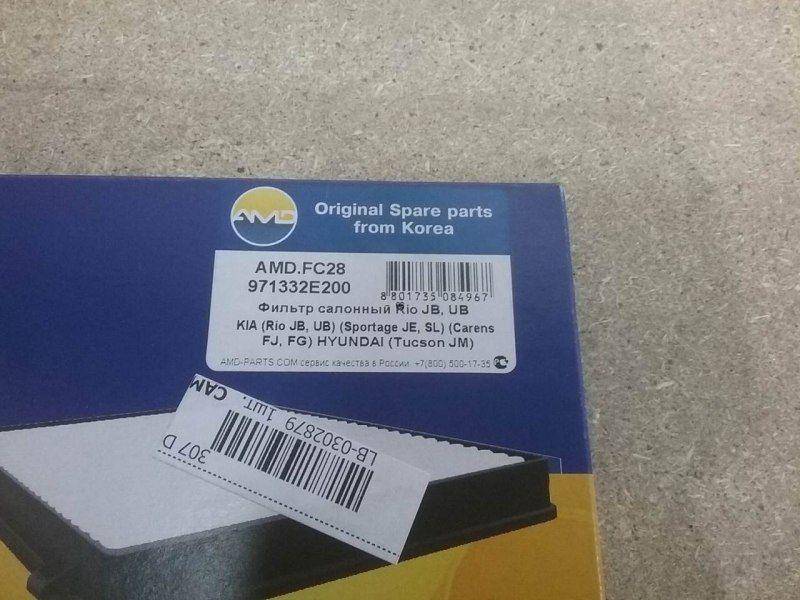 AMD
Original Spare parts
from Korea
AMD.FC28
971332E200
8 801735 084967
Фильтр салонный Rio JB, UB
KIA (Rio JB, UB) (Sportage JE, SL) (Carens
FJ, FG) HYUNDAI (Tucson JM)
AMD-PARTS.COM сервис качества в России +7(800) 500-17-35
САМ
LB-0302879 1шт.
307 D